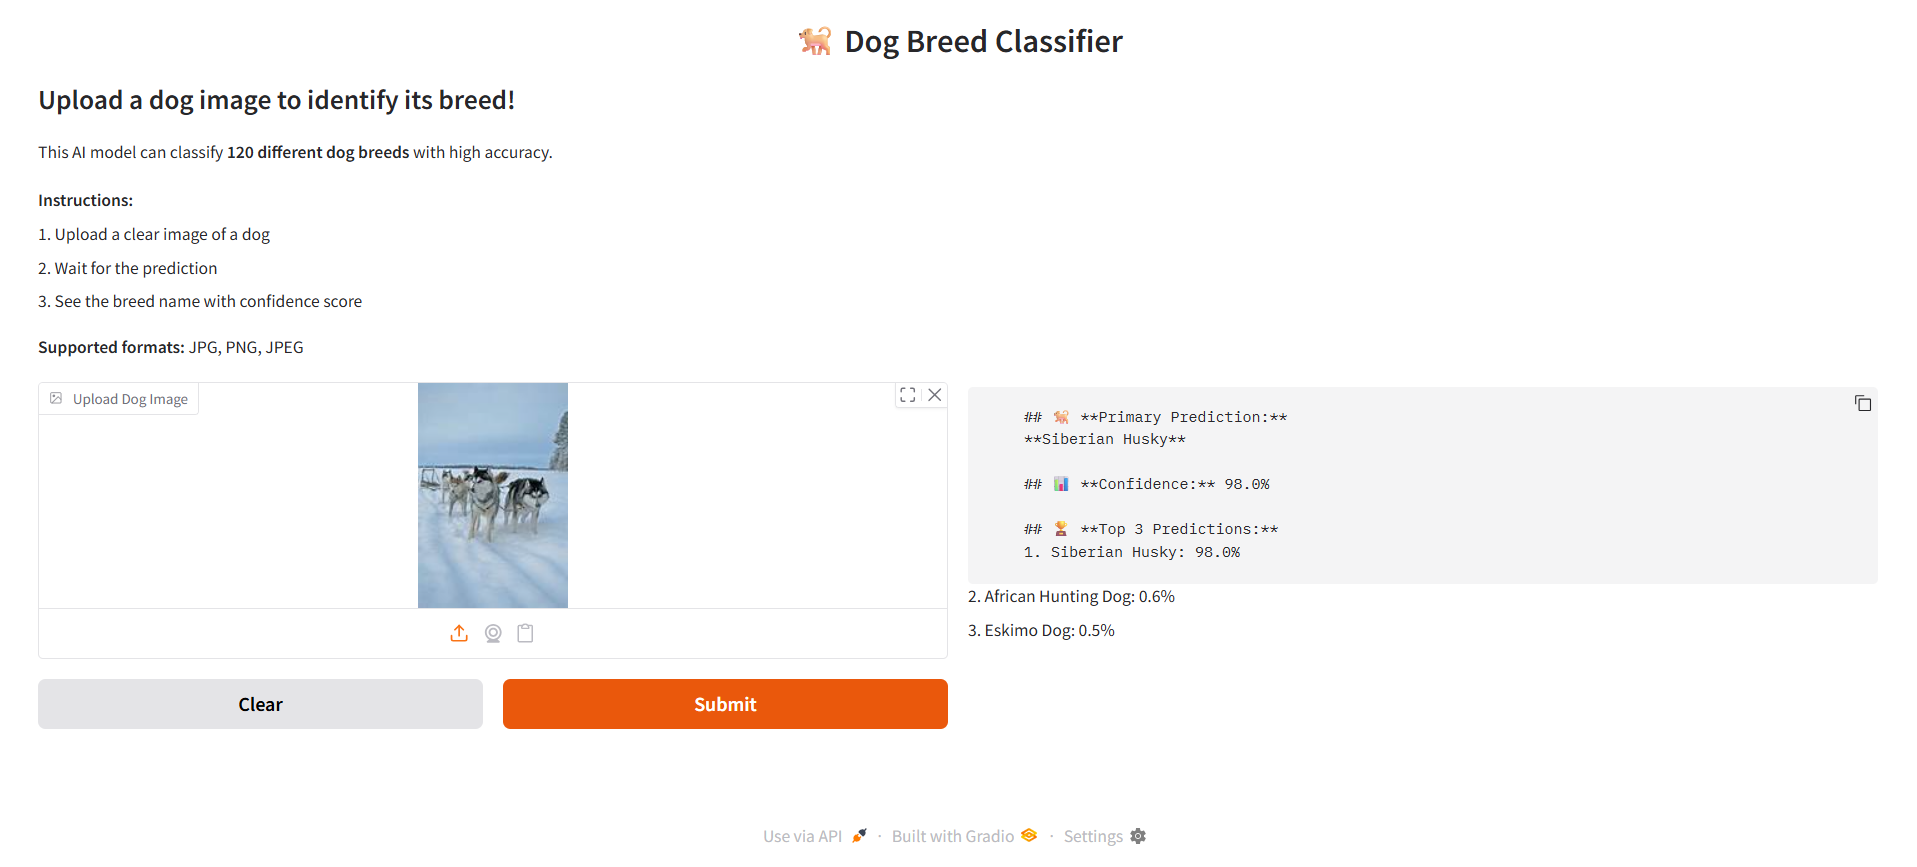 🐕 Dog Breed Classifier
Upload a dog image to identify its breed!
This AI model can classify 120 different dog breeds with high accuracy.
Instructions:
1. Upload a clear image of a dog
2. Wait for the prediction
3. See the breed name with confidence score
Supported formats: JPG, PNG, JPEG
Upload Dog Image
## 🐕 **Primary Prediction:**
**Siberian Husky**
## 📊 **Confidence:** 98.0%
## 🏆 **Top 3 Predictions:**
1. Siberian Husky: 98.0%
2. African Hunting Dog: 0.6%
3. Eskimo Dog: 0.5%
Clear
Submit
Use via API 🚀 · Built with Gradio · Settings ⚙️